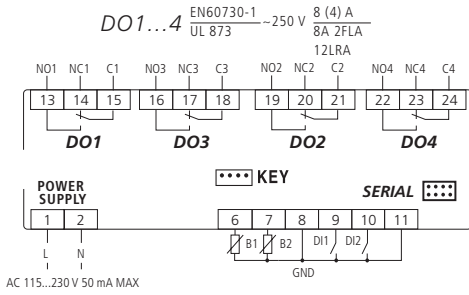 DO1...4 EN60730-1 ~250 V 8 (4) A
UL 873 8A 2FLA
12LRA
NO1 NC1 C1 NO3 NC3 C3 NO2 NC2 C2 NO4 NC4 C4
13 14 15 16 17 18 19 20 21 22 23 24
DO1 DO3 DO2 DO4
KEY
POWER
SUPPLY
SERIAL
1 2 6 7 8 9 10 11
B1 B2 DI1 DI2
L N
GND
AC 115...230 V 50 mA MAX